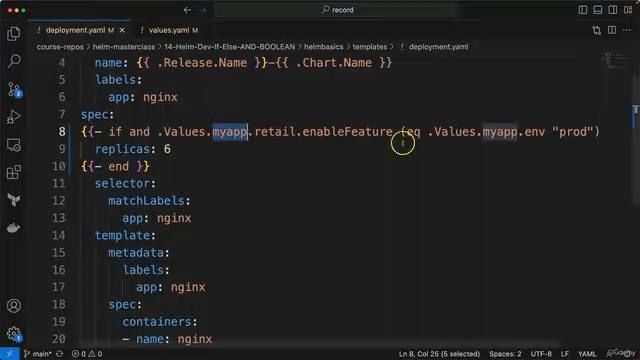 record
deployment.yaml
values.yaml
course-repos > helm-masterclass > 14-Helm-Dev-If-Else-AND-BOOLEAN > helmbasics > templates > ! deployment.yaml
4 name: {{ .Release.Name }}-{{ .Chart.Name }}
5 labels:
6 app: nginx
7 spec:
8 {{- if and .Values.myapp.retail.enableFeature (eq .Values.myapp.env "prod")
9 replicas: 6
10 {{- end }}
11 selector:
12 matchLabels:
13 app: nginx
14 template:
15 metadata:
16 labels:
17 app: nginx
18 spec:
19 containers:
20 - name: nginx
main* 0 0 0 Ln 8, Col 25 (5 selected) Spaces: 2 UTF-8 LF YAML